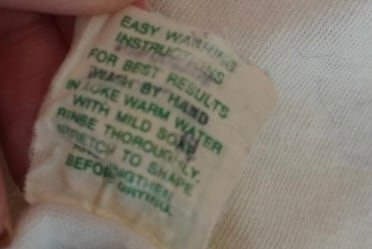 EASY WASHING
INSTRUCTIONS
FOR BEST RESULTS
WASH BY HAND
IN LUKE WARM WATER
WITH MILD SOAP
RINSE THOROUGHLY.
STRETCH TO SHAPE
BEFORE DRYING.